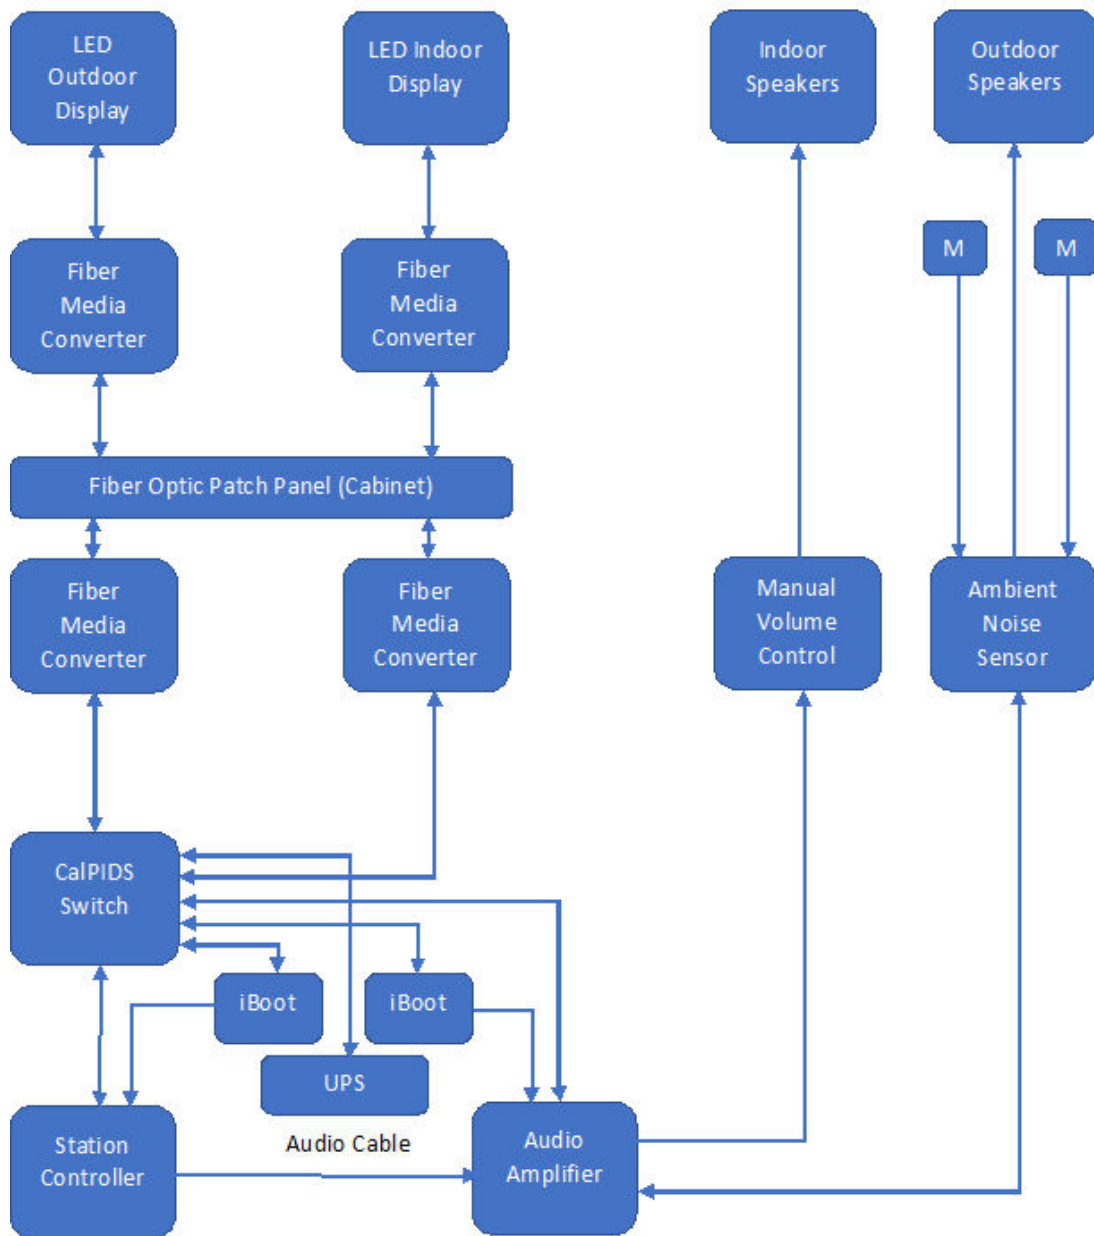 LED
Outdoor
Display
LED Indoor
Display
Indoor
Speakers
Outdoor
Speakers
M
M
Fiber
Media
Converter
Fiber
Media
Converter
Fiber Optic Patch Panel (Cabinet)
Fiber
Media
Converter
Fiber
Media
Converter
Manual
Volume
Control
Ambient
Noise
Sensor
CalPIDS
Switch
iBoot
iBoot
UPS
Audio Cable
Station
Controller
Audio
Amplifier